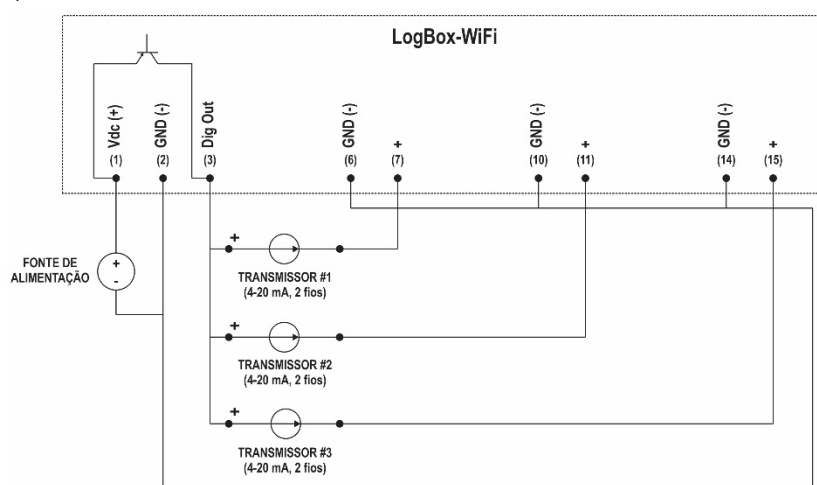 LogBox-WiFi
Vdc (+)
(1)
GND (-)
(2)
Dig Out
(3)
GND (-)
(6)
+
(7)
GND (-)
(10)
+
(11)
GND (-)
(14)
+
(15)
FONTE DE
ALIMENTAÇÃO
+
-
+
TRANSMISSOR #1
(4-20 mA, 2 fios)
+
TRANSMISSOR #2
(4-20 mA, 2 fios)
+
TRANSMISSOR #3
(4-20 mA, 2 fios)